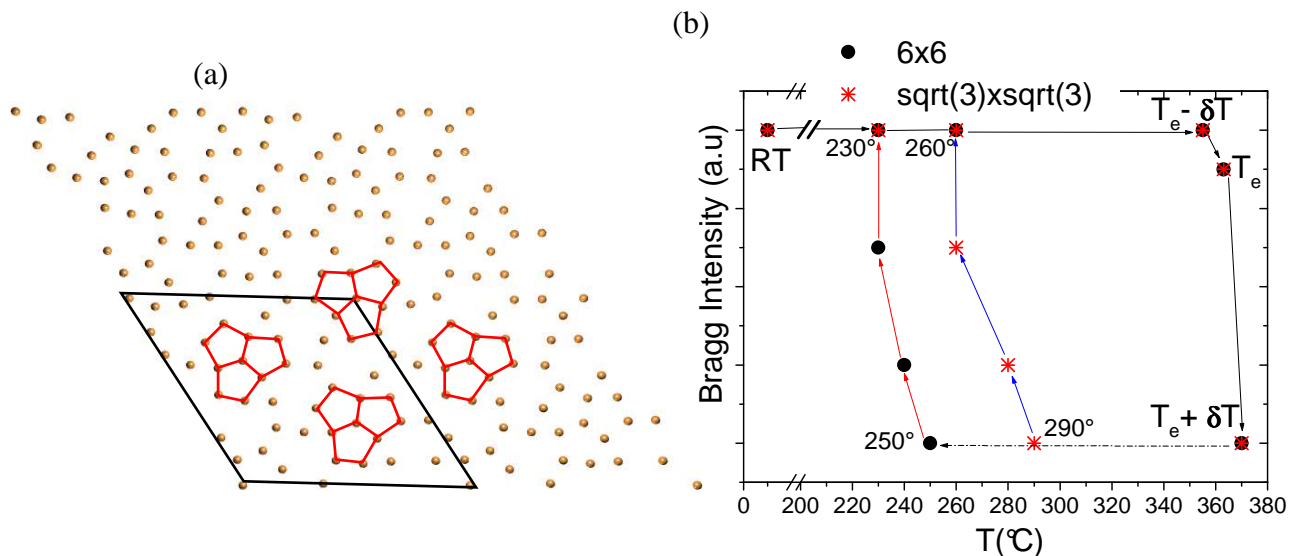 (a)
(b)
6x6
sqrt(3)xsqrt(3)
Bragg Intensity (a.u)
RT
230°
260°
Tₑ- δT
Tₑ
250°
290°
Tₑ+ δT
0 200 220 240 260 280 300 320 340 360 380
T(°C)